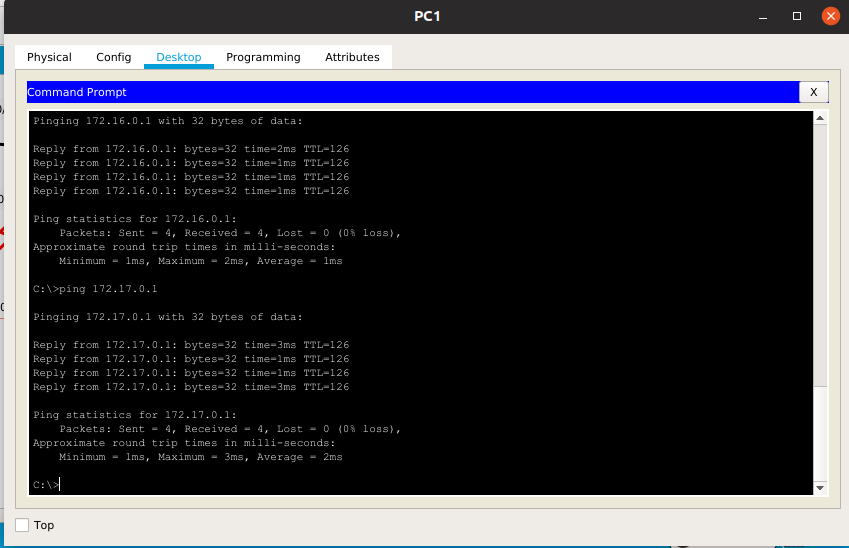 PC1
Physical Config Desktop Programming Attributes
Command Prompt
X
Pinging 172.16.0.1 with 32 bytes of data:
Reply from 172.16.0.1: bytes=32 time=2ms TTL=126
Reply from 172.16.0.1: bytes=32 time=1ms TTL=126
Reply from 172.16.0.1: bytes=32 time=1ms TTL=126
Reply from 172.16.0.1: bytes=32 time=1ms TTL=126
Ping statistics for 172.16.0.1:
Packets: Sent = 4, Received = 4, Lost = 0 (0% loss),
Approximate round trip times in milli-seconds:
Minimum = 1ms, Maximum = 2ms, Average = 1ms
C:\>ping 172.17.0.1
Pinging 172.17.0.1 with 32 bytes of data:
Reply from 172.17.0.1: bytes=32 time=3ms TTL=126
Reply from 172.17.0.1: bytes=32 time=1ms TTL=126
Reply from 172.17.0.1: bytes=32 time=1ms TTL=126
Reply from 172.17.0.1: bytes=32 time=3ms TTL=126
Ping statistics for 172.17.0.1:
Packets: Sent = 4, Received = 4, Lost = 0 (0% loss),
Approximate round trip times in milli-seconds:
Minimum = 1ms, Maximum = 3ms, Average = 2ms
C:\>
Top